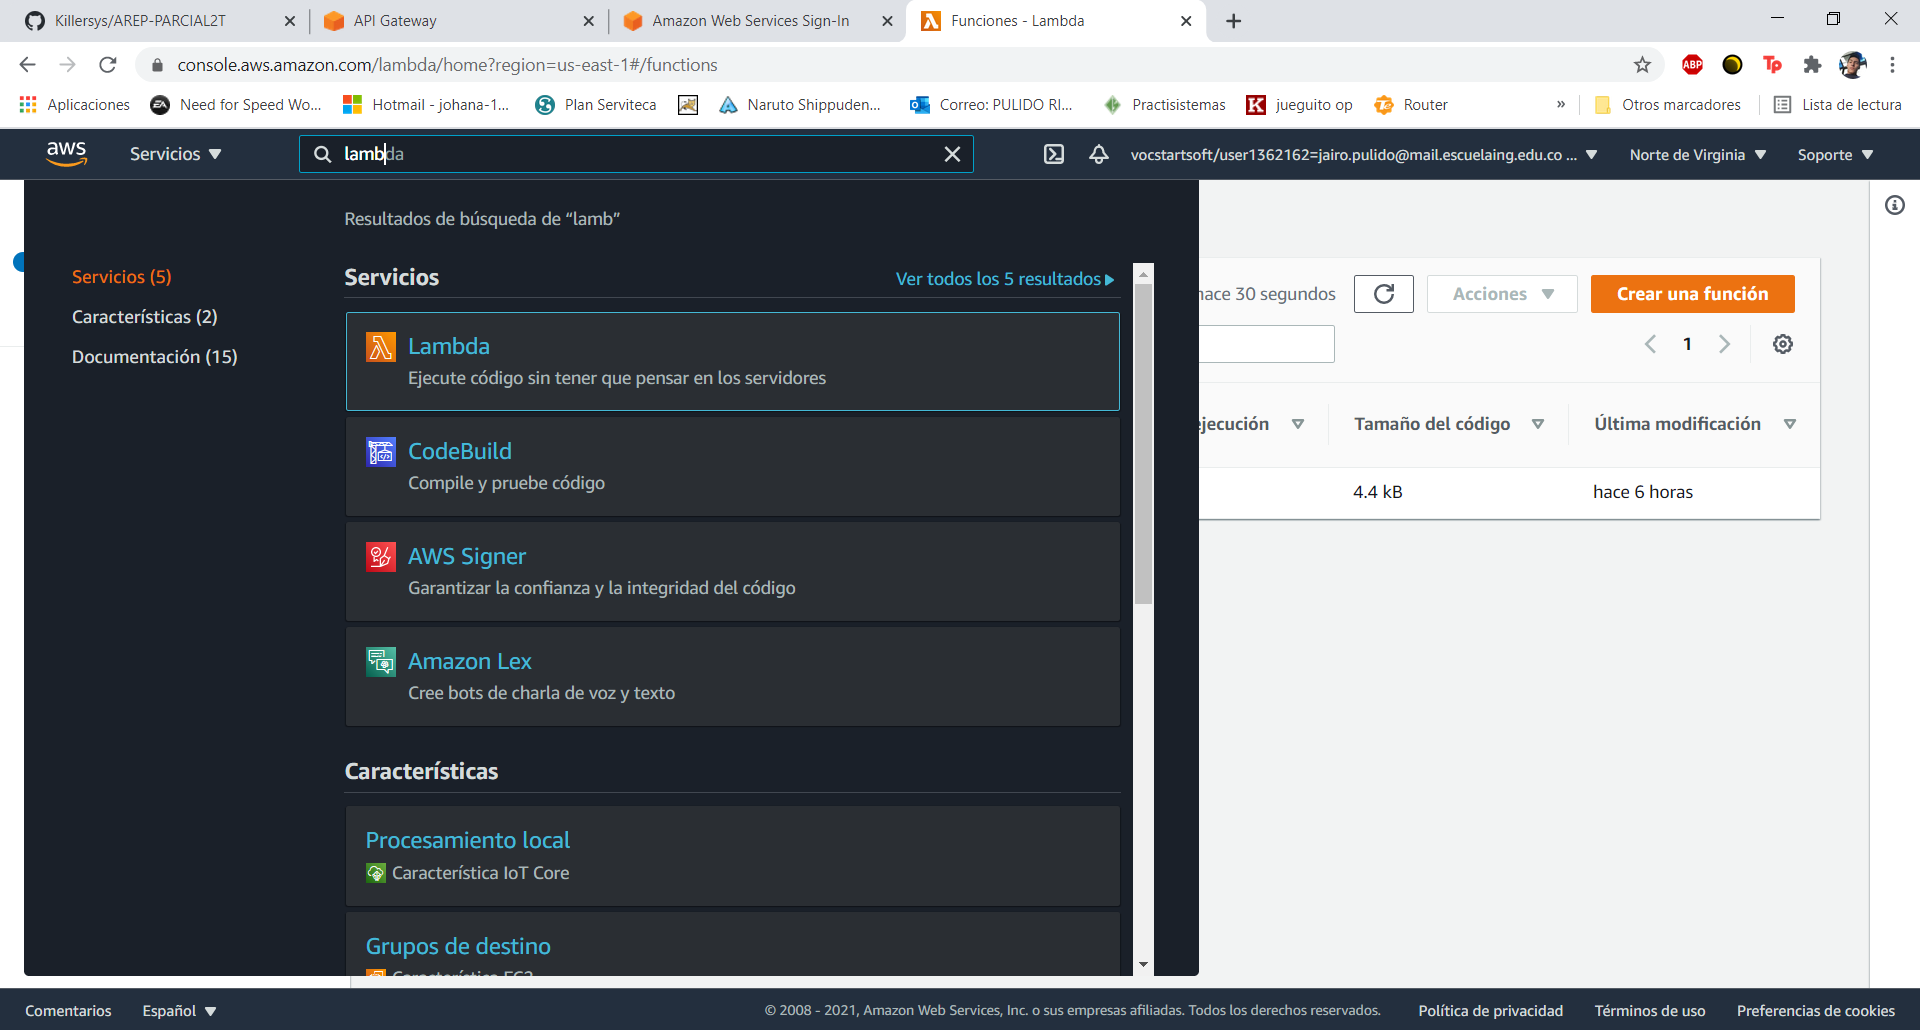 Killersys/AREP-PARCIAL2T
API Gateway
Amazon Web Services Sign-In
Funciones - Lambda
console.aws.amazon.com/lambda/home?region=us-east-1#/functions
ABP
Tp
Aplicaciones
EA
Need for Speed Wo...
Hotmail - johana-1...
Plan Serviteca
Naruto Shippuden...
Correo: PULIDO RI...
Practisistemas
K
jueguito op
Router
»
Otros marcadores
Lista de lectura
aws
Servicios
lambda
vocstartsoft/user1362162=jairo.pulido@mail.escuelaing.edu.co ...
Norte de Virginia
Soporte
Resultados de búsqueda de “lamb”
Servicios (5)
Características (2)
Documentación (15)
Servicios
Ver todos los 5 resultados
Lambda
Ejecute código sin tener que pensar en los servidores
CodeBuild
Compile y pruebe código
AWS Signer
Garantizar la confianza y la integridad del código
Amazon Lex
Cree bots de charla de voz y texto
Características
Procesamiento local
Característica IoT Core
Grupos de destino
Característica EC2
hace 30 segundos
Acciones
Crear una función
1
ejecución
Tamaño del código
Última modificación
4.4 kB
hace 6 horas
Comentarios
Español
© 2008 - 2021, Amazon Web Services, Inc. o sus empresas afiliadas. Todos los derechos reservados.
Política de privacidad
Términos de uso
Preferencias de cookies